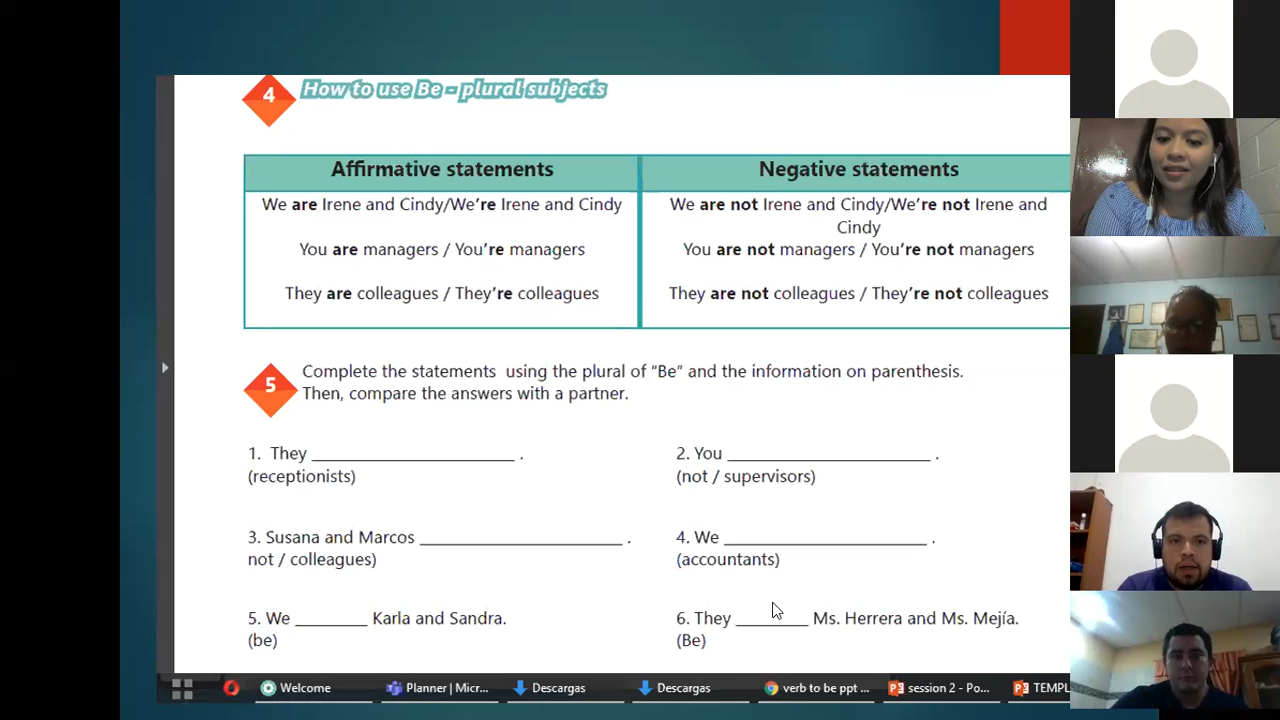 4
How to use Be - plural subjects
Affirmative statements
Negative statements
We are Irene and Cindy/We're Irene and Cindy
We are not Irene and Cindy/We're not Irene and
Cindy
You are managers / You're managers
You are not managers / You're not managers
They are colleagues / They're colleagues
They are not colleagues / They're not colleagues
5
Complete the statements using the plural of “Be” and the information on parenthesis.
Then, compare the answers with a partner.
1. They ______________________ .
(receptionists)
2. You ______________________ .
(not / supervisors)
3. Susana and Marcos ______________________ .
not / colleagues)
4. We ______________________ .
(accountants)
5. We ________ Karla and Sandra.
(be)
6. They ________ Ms. Herrera and Ms. Mejía.
(Be)
Welcome
Planner | Micr...
Descargas
Descargas
verb to be ppt ...
session 2 - Po...
TEMPL